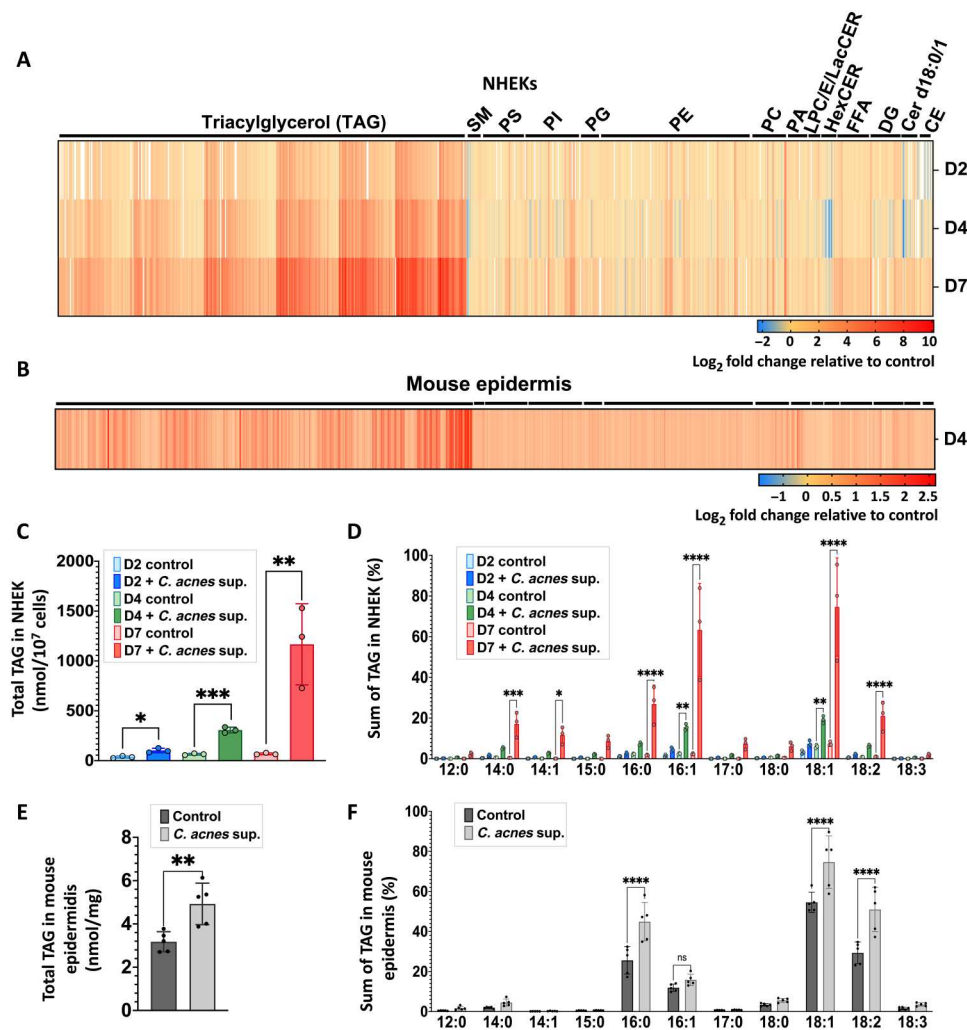 A
NHEKs
Triacylglycerol (TAG)
SM
PS
PI
PG
PE
PC
PA
LPC/E/LacCER
HexCER
FFA
DG
Cer d18:0/1
CE
D2
D4
D7
−2 0 2 4 6 8 10
Log2 fold change relative to control
B
Mouse epidermis
D4
−1 0 0.5 1 1.5 2 2.5
Log2 fold change relative to control
C
D2 control
D2 + C. acnes sup.
D4 control
D4 + C. acnes sup.
D7 control
D7 + C. acnes sup.
Total TAG in NHEK
(nmol/10^7 cells)
2000
1500
1000
500
0
* *** **
D
D2 control
D2 + C. acnes sup.
D4 control
D4 + C. acnes sup.
D7 control
D7 + C. acnes sup.
Sum of TAG in NHEK (%)
100
80
60
40
20
0
*** * **** ** **** ** **** ****
12:0 14:0 14:1 15:0 16:0 16:1 17:0 18:0 18:1 18:2 18:3
E
Control
C. acnes sup.
Total TAG in mouse
epidermidis
(nmol/mg)
8
6
4
2
0
**
F
Control
C. acnes sup.
Sum of TAG in mouse
epidermis (%)
100
80
60
40
20
0
**** ns **** ****
12:0 14:0 14:1 15:0 16:0 16:1 17:0 18:0 18:1 18:2 18:3